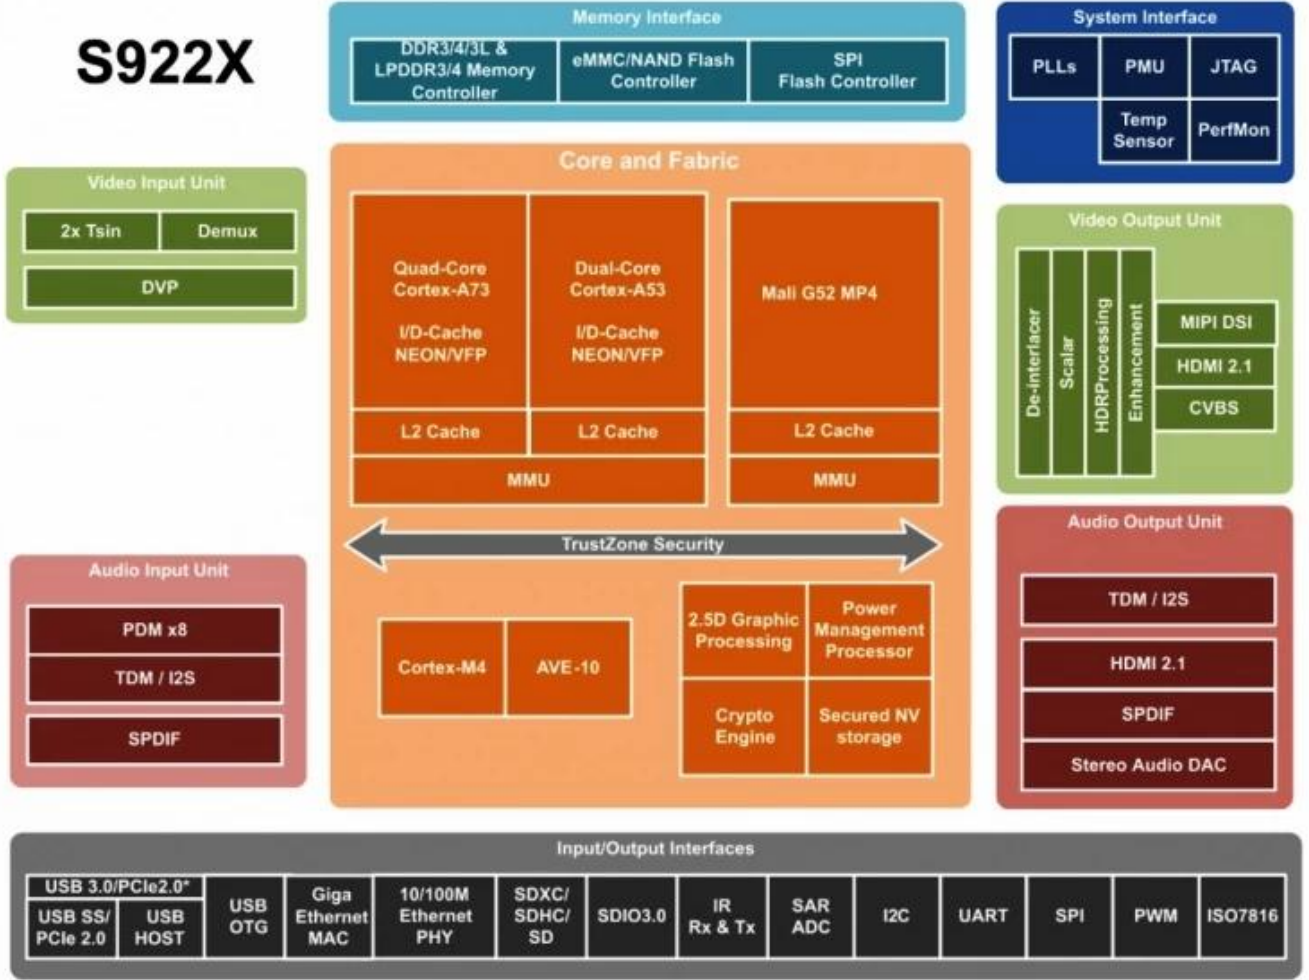 S922X
Memory Interface
DDR3/4/3L &
LPDDR3/4 Memory
Controller
eMMC/NAND Flash
Controller
SPI
Flash Controller
System Interface
PLLs
PMU
JTAG
Temp
Sensor
PerfMon
Video Input Unit
2x Tsin
Demux
DVP
Core and Fabric
Quad-Core
Cortex-A73
I/D-Cache
NEON/VFP
Dual-Core
Cortex-A53
I/D-Cache
NEON/VFP
Mali G52 MP4
L2 Cache
L2 Cache
L2 Cache
MMU
MMU
TrustZone Security
Cortex-M4
AVE-10
2.5D Graphic
Processing
Power
Management
Processor
Crypto
Engine
Secured NV
storage
Video Output Unit
De-interlacer
Scalar
HDRProcessing
Enhancement
MIPI DSI
HDMI 2.1
CVBS
Audio Input Unit
PDM x8
TDM / I2S
SPDIF
Audio Output Unit
TDM / I2S
HDMI 2.1
SPDIF
Stereo Audio DAC
Input/Output Interfaces
USB 3.0/PCIe2.0*
USB SS/
PCIe 2.0
USB
HOST
USB
OTG
Giga
Ethernet
MAC
10/100M
Ethernet
PHY
SDXC/
SDHC/
SD
SDIO3.0
IR
Rx & Tx
SAR
ADC
I2C
UART
SPI
PWM
ISO7816